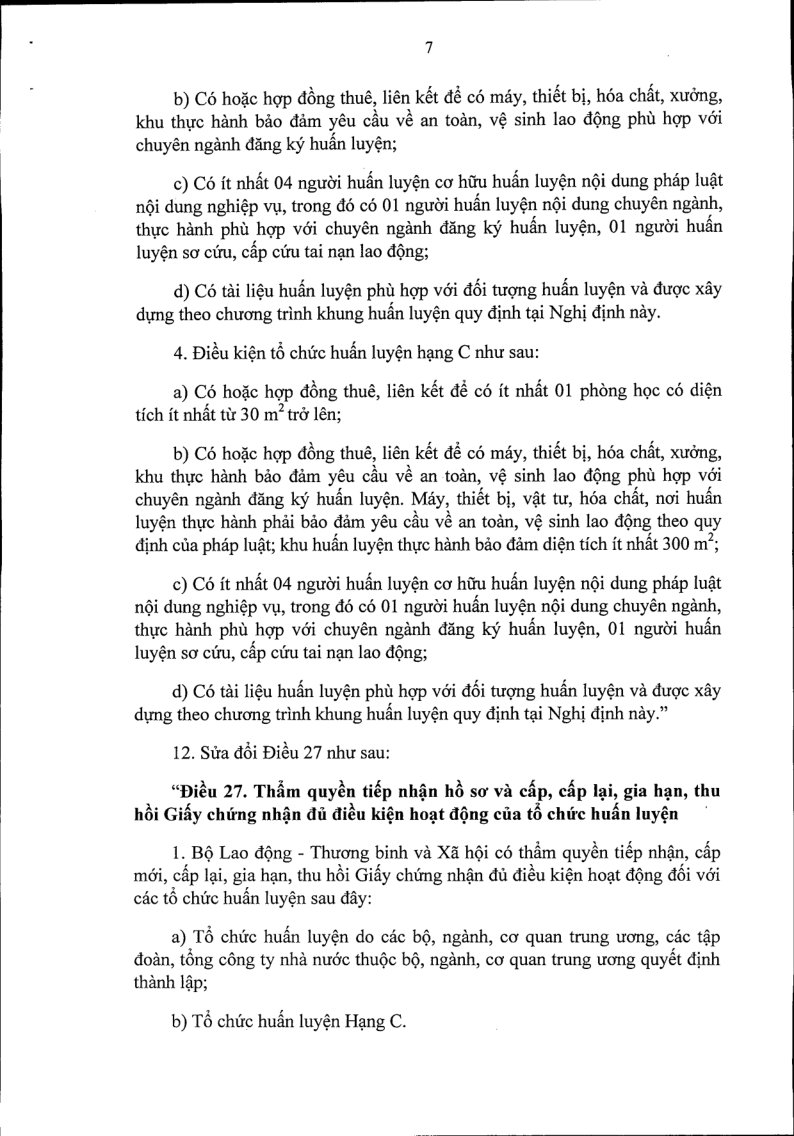 7
b) Có hoặc hợp đồng thuê, liên kết để có máy, thiết bị, hóa chất, xưởng,
khu thực hành bảo đảm yêu cầu về an toàn, vệ sinh lao động phù hợp với
chuyên ngành đăng ký huấn luyện;
c) Có ít nhất 04 người huấn luyện cơ hữu huấn luyện nội dung pháp luật
nội dung nghiệp vụ, trong đó có 01 người huấn luyện nội dung chuyên ngành,
thực hành phù hợp với chuyên ngành đăng ký huấn luyện, 01 người huấn
luyện sơ cứu, cấp cứu tai nạn lao động;
d) Có tài liệu huấn luyện phù hợp với đối tượng huấn luyện và được xây
dựng theo chương trình khung huấn luyện quy định tại Nghị định này.
4. Điều kiện tổ chức huấn luyện hạng C như sau:
a) Có hoặc hợp đồng thuê, liên kết để có ít nhất 01 phòng học có diện
tích ít nhất từ 30 m² trở lên;
b) Có hoặc hợp đồng thuê, liên kết để có máy, thiết bị, hóa chất, xưởng,
khu thực hành bảo đảm yêu cầu về an toàn, vệ sinh lao động phù hợp với
chuyên ngành đăng ký huấn luyện. Máy, thiết bị, vật tư, hóa chất, nơi huấn
luyện thực hành phải bảo đảm yêu cầu về an toàn, vệ sinh lao động theo quy
định của pháp luật; khu huấn luyện thực hành bảo đảm diện tích ít nhất 300 m²;
c) Có ít nhất 04 người huấn luyện cơ hữu huấn luyện nội dung pháp luật
nội dung nghiệp vụ, trong đó có 01 người huấn luyện nội dung chuyên ngành,
thực hành phù hợp với chuyên ngành đăng ký huấn luyện, 01 người huấn
luyện sơ cứu, cấp cứu tai nạn lao động;
d) Có tài liệu huấn luyện phù hợp với đối tượng huấn luyện và được xây
dựng theo chương trình khung huấn luyện quy định tại Nghị định này.”
12. Sửa đổi Điều 27 như sau:
“Điều 27. Thẩm quyền tiếp nhận hồ sơ và cấp, cấp lại, gia hạn, thu
hồi Giấy chứng nhận đủ điều kiện hoạt động của tổ chức huấn luyện
1. Bộ Lao động - Thương binh và Xã hội có thẩm quyền tiếp nhận, cấp
mới, cấp lại, gia hạn, thu hồi Giấy chứng nhận đủ điều kiện hoạt động đối với
các tổ chức huấn luyện sau đây:
a) Tổ chức huấn luyện do các bộ, ngành, cơ quan trung ương, các tập
đoàn, tổng công ty nhà nước thuộc bộ, ngành, cơ quan trung ương quyết định
thành lập;
b) Tổ chức huấn luyện Hạng C.